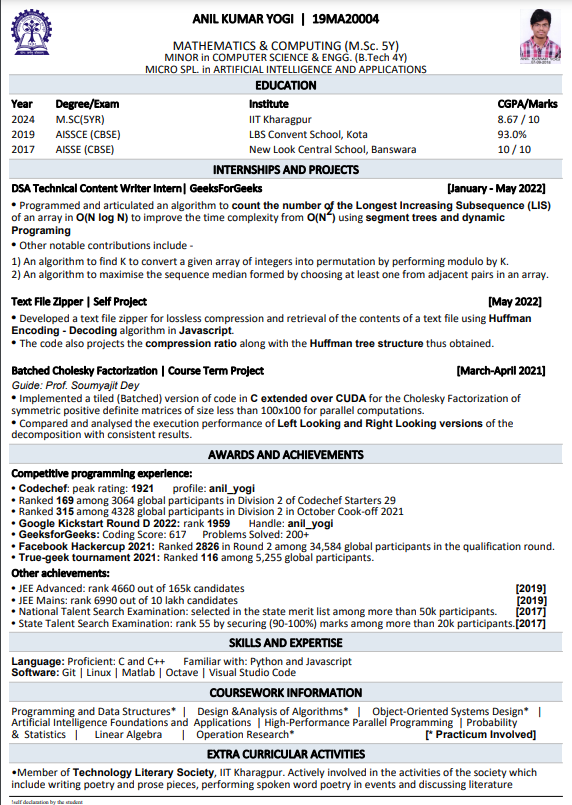 ANIL KUMAR YOGI | 19MA20004
MATHEMATICS & COMPUTING (M.Sc. 5Y)
MINOR in COMPUTER SCIENCE & ENGG. (B.Tech 4Y)
MICRO SPL. in ARTIFICIAL INTELLIGENCE AND APPLICATIONS
EDUCATION
Year Degree/Exam Institute CGPA/Marks
2024 M.SC(5YR) IIT Kharagpur 8.67 / 10
2019 AISSCE (CBSE) LBS Convent School, Kota 93.0%
2017 AISSE (CBSE) New Look Central School, Banswara 10 / 10
INTERNSHIPS AND PROJECTS
DSA Technical Content Writer Intern| GeeksForGeeks [January - May 2022]
• Programmed and articulated an algorithm to count the number of the Longest Increasing Subsequence (LIS)
of an array in O(N log N) to improve the time complexity from O(N²) using segment trees and dynamic
Programing
• Other notable contributions include -
1) An algorithm to find K to convert a given array of integers into permutation by performing modulo by K.
2) An algorithm to maximise the sequence median formed by choosing at least one from adjacent pairs in an array.
Text File Zipper | Self Project [May 2022]
• Developed a text file zipper for lossless compression and retrieval of the contents of a text file using Huffman
Encoding - Decoding algorithm in Javascript.
• The code also projects the compression ratio along with the Huffman tree structure thus obtained.
Batched Cholesky Factorization | Course Term Project [March-April 2021]
Guide: Prof. Soumyajit Dey
• Implemented a tiled (Batched) version of code in C extended over CUDA for the Cholesky Factorization of
symmetric positive definite matrices of size less than 100x100 for parallel computations.
• Compared and analysed the execution performance of Left Looking and Right Looking versions of the
decomposition with consistent results.
AWARDS AND ACHIEVEMENTS
Competitive programming experience:
• Codechef: peak rating: 1921 profile: anil_yogi
• Ranked 169 among 3064 global participants in Division 2 of Codechef Starters 29
• Ranked 315 among 4328 global participants in Division 2 in October Cook-off 2021
• Google Kickstart Round D 2022: rank 1959 Handle: anil_yogi
• GeeksforGeeks: Coding Score: 617 Problems Solved: 200+
• Facebook Hackercup 2021: Ranked 2826 in Round 2 among 34,584 global participants in the qualification round.
• True-geek tournament 2021: Ranked 116 among 5,255 global participants.
Other achievements:
• JEE Advanced: rank 4660 out of 165k candidates [2019]
• JEE Mains: rank 6990 out of 10 lakh candidates [2019]
• National Talent Search Examination: selected in the state merit list among more than 50k participants. [2017]
• State Talent Search Examination: rank 55 by securing (90-100%) marks among more than 20k participants.[2017]
SKILLS AND EXPERTISE
Language: Proficient: C and C++ Familiar with: Python and Javascript
Software: Git | Linux | Matlab | Octave | Visual Studio Code
COURSEWORK INFORMATION
Programming and Data Structures* | Design &Analysis of Algorithms* | Object-Oriented Systems Design* |
Artificial Intelligence Foundations and Applications | High-Performance Parallel Programming | Probability
& Statistics | Linear Algebra | Operation Research* [* Practicum Involved]
EXTRA CURRICULAR ACTIVITIES
•Member of Technology Literary Society, IIT Kharagpur. Actively involved in the activities of the society which
include writing poetry and prose pieces, performing spoken word poetry in events and discussing literature
!self declaration by the student